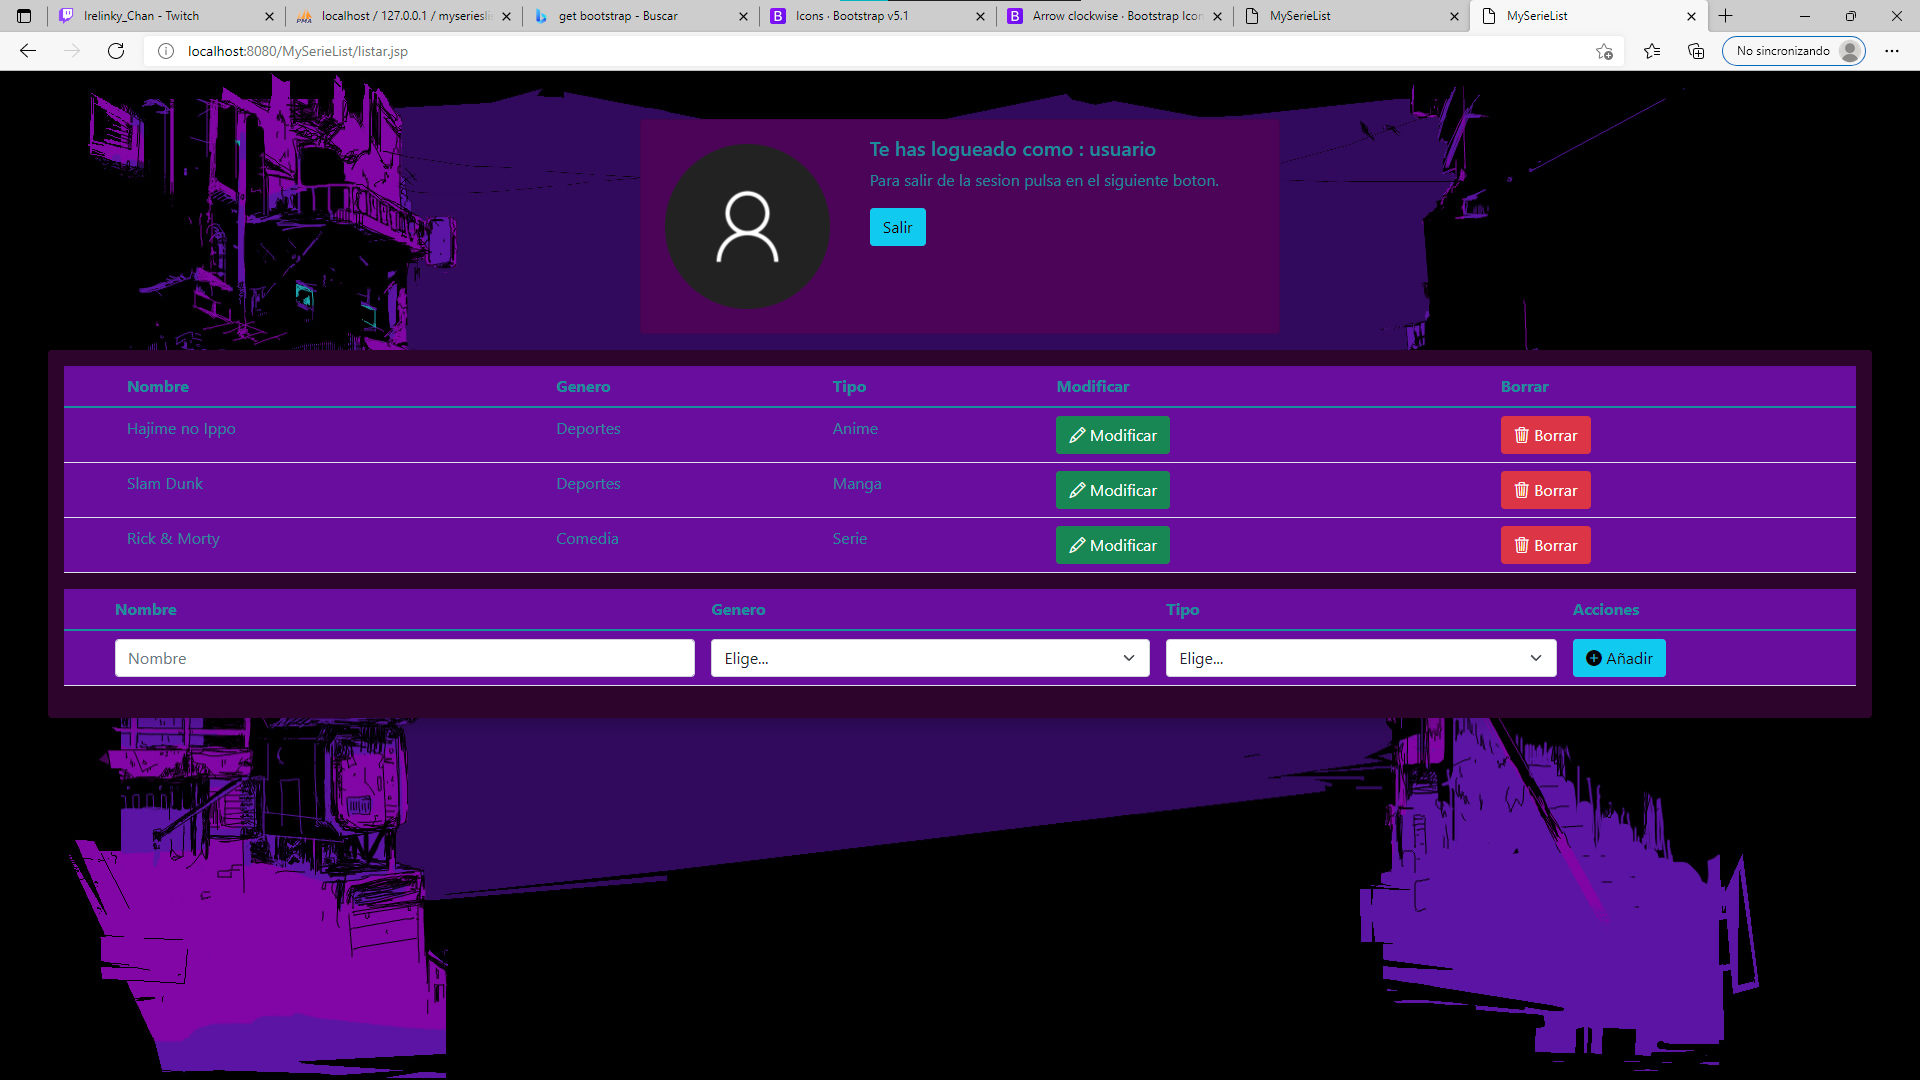 Irelinky_Chan - Twitch
localhost / 127.0.0.1 / myseriesli
get bootstrap - Buscar
Icons · Bootstrap v5.1
Arrow clockwise · Bootstrap Icon
MySerieList
MySerieList
localhost:8080/MySerieList/listar.jsp
No sincronizando
Te has logueado como : usuario
Para salir de la sesion pulsa en el siguiente boton.
Salir
Nombre Genero Tipo Modificar Borrar
Hajime no Ippo Deportes Anime Modificar Borrar
Slam Dunk Deportes Manga Modificar Borrar
Rick & Morty Comedia Serie Modificar Borrar
Nombre Genero Tipo Acciones
Nombre Elige... Elige... Añadir